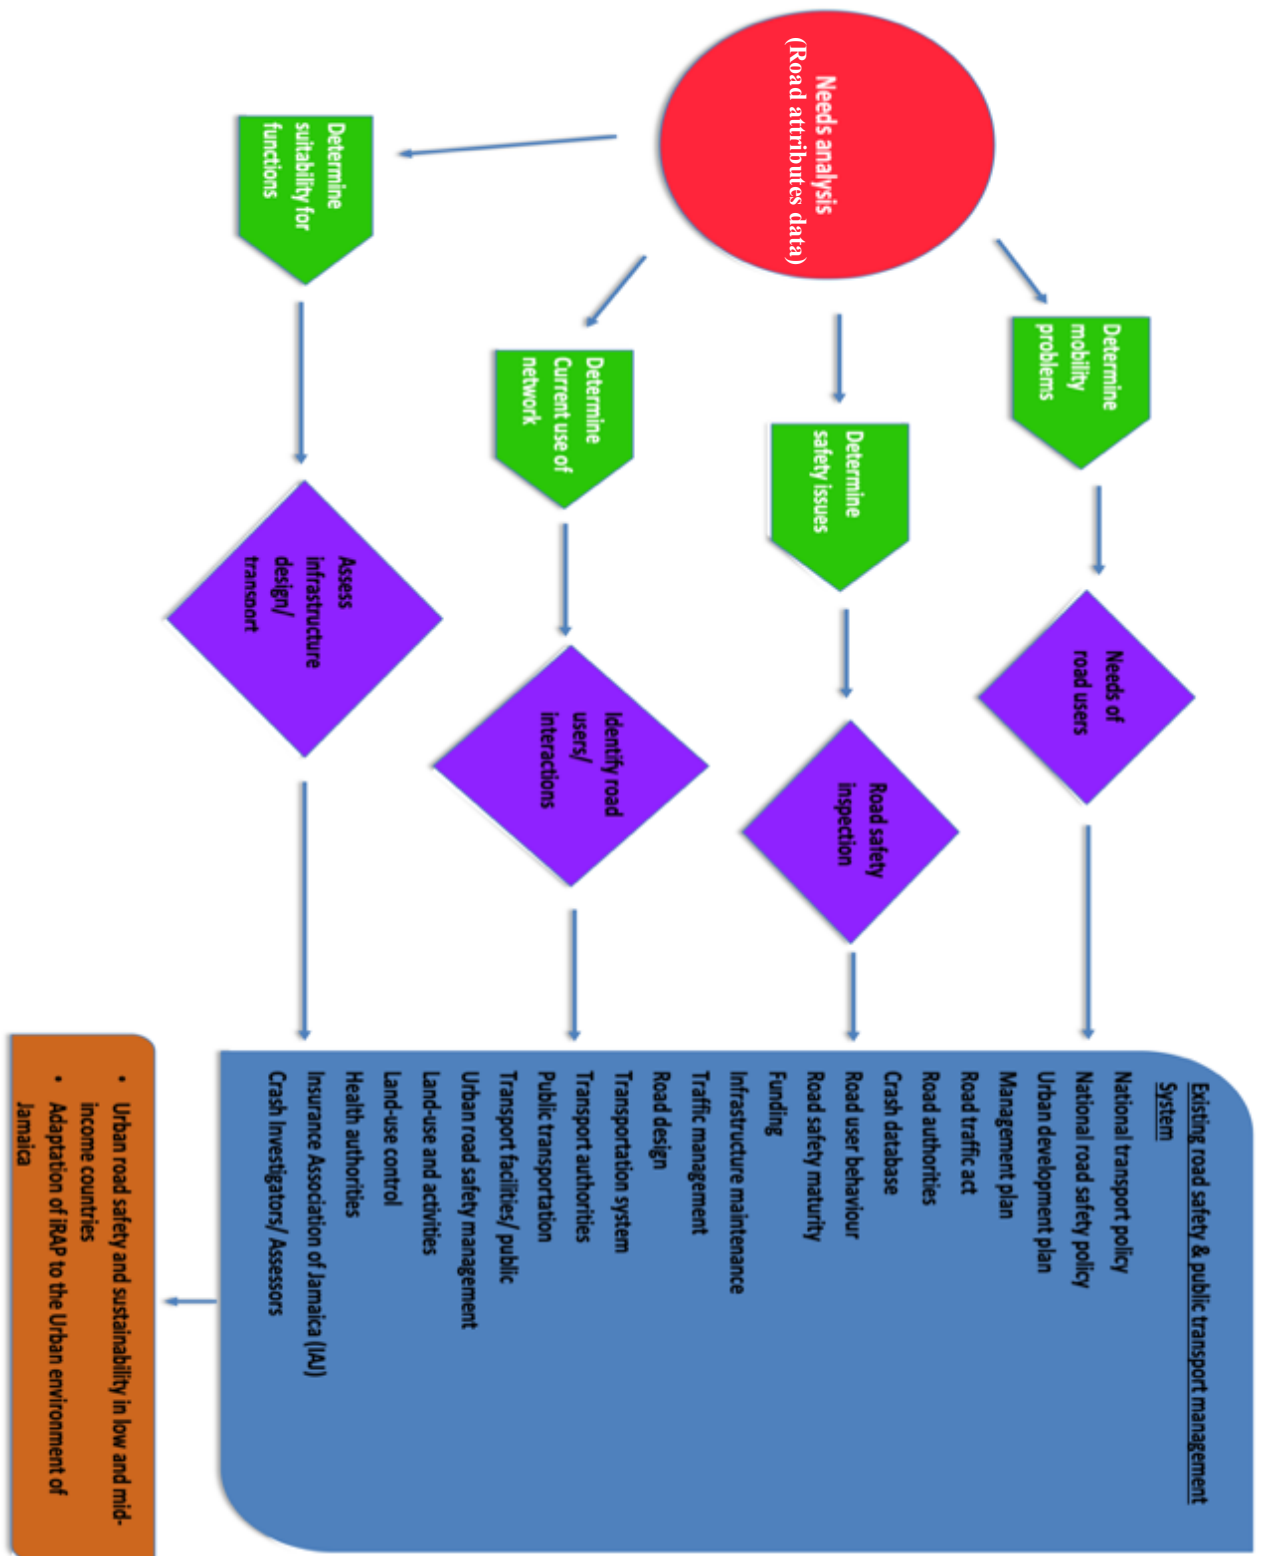 Needs analysis
(Road attributes data)
Determine
mobility
problems
Needs of
road users
Determine
safety issues
Road safety
inspection
Determine
Current use of
network
Identify road
users/
interactions
Determine
suitability for
functions
Assess
infrastructure
design/
transport
Existing road safety & public transport management
System
National transport policy
National road safety policy
Urban development plan
Management plan
Road traffic act
Road authorities
Crash database
Road user behaviour
Road safety maturity
Funding
Infrastructure maintenance
Traffic management
Road design
Transportation system
Transport authorities
Public transportation
Transport facilities/ public
Urban road safety management
Land-use and activities
Land-use control
Health authorities
Insurance Association of Jamaica (IAJ)
Crash Investigators/ Assessors
• Urban road safety and sustainability in low and mid-
income countries
• Adaptation of iRAP to the Urban environment of
Jamaica